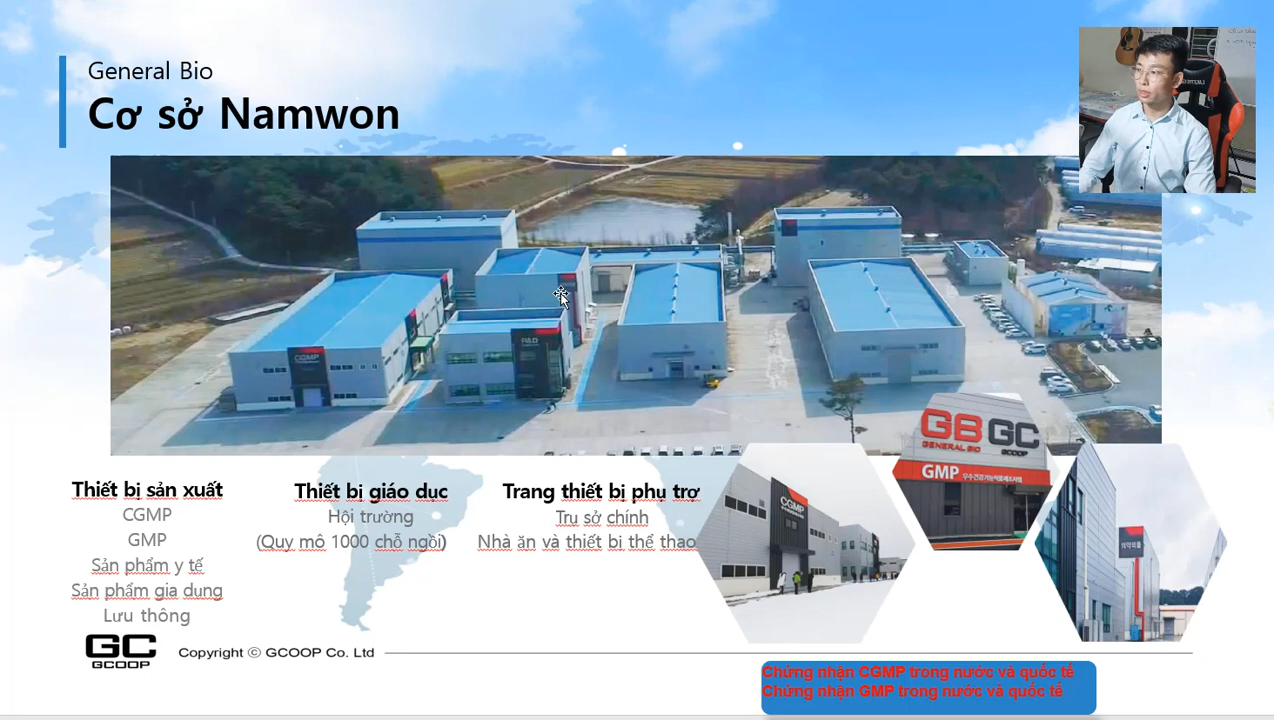 General Bio
Cơ sở Namwon
CGMP
R&D
GB GC
GENERAL BIO GCOOP
GMP
CGMP
Thiết bị sản xuất
CGMP
GMP
Sản phẩm y tế
Sản phẩm gia dụng
Lưu thông
Thiết bị giáo dục
Hội trường
(Quy mô 1000 chỗ ngồi)
Trang thiết bị phụ trợ
Trụ sở chính
Nhà ăn và thiết bị thể thao
GC
GCOOP
Copyright ⓒ GCOOP Co. Ltd
Chứng nhận CGMP trong nước và quốc tế
Chứng nhận GMP trong nước và quốc tế